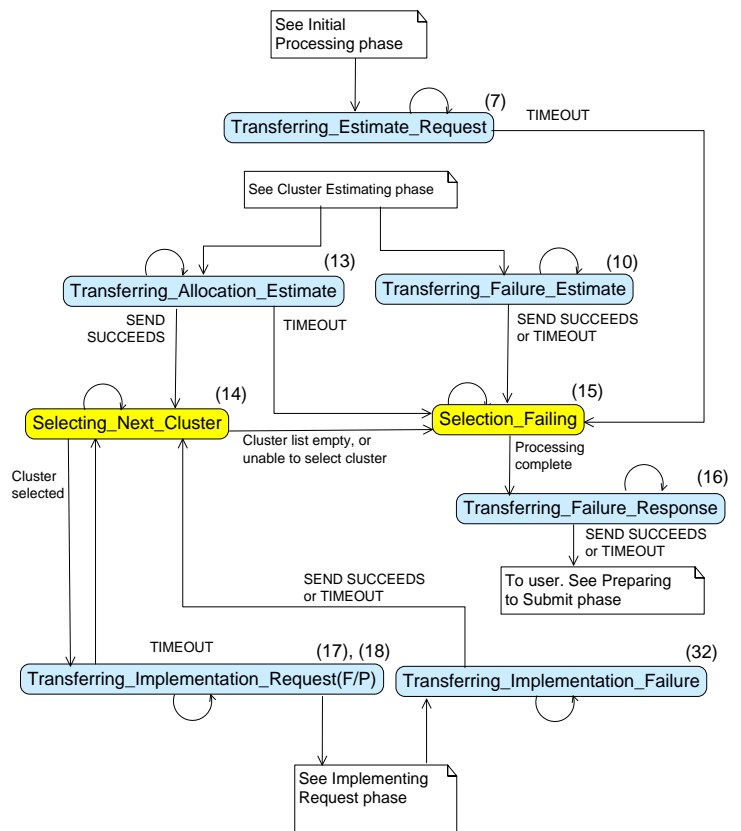 See Initial
Processing phase
(7)
Transferring_Estimate_Request
TIMEOUT
See Cluster Estimating phase
(13)
Transferring_Allocation_Estimate
(10)
Transferring_Failure_Estimate
SEND
SUCCEEDS
TIMEOUT
SEND SUCCEEDS
or TIMEOUT
(14)
Selecting_Next_Cluster
(15)
Selection_Failing
Cluster list empty, or
unable to select cluster
Processing
complete
Cluster
selected
(16)
Transferring_Failure_Response
SEND SUCCEEDS
or TIMEOUT
SEND SUCCEEDS
or TIMEOUT
To user. See Preparing
to Submit phase
TIMEOUT
(17), (18)
Transferring_Implementation_Request(F/P)
(32)
Transferring_Implementation_Failure
See Implementing
Request phase